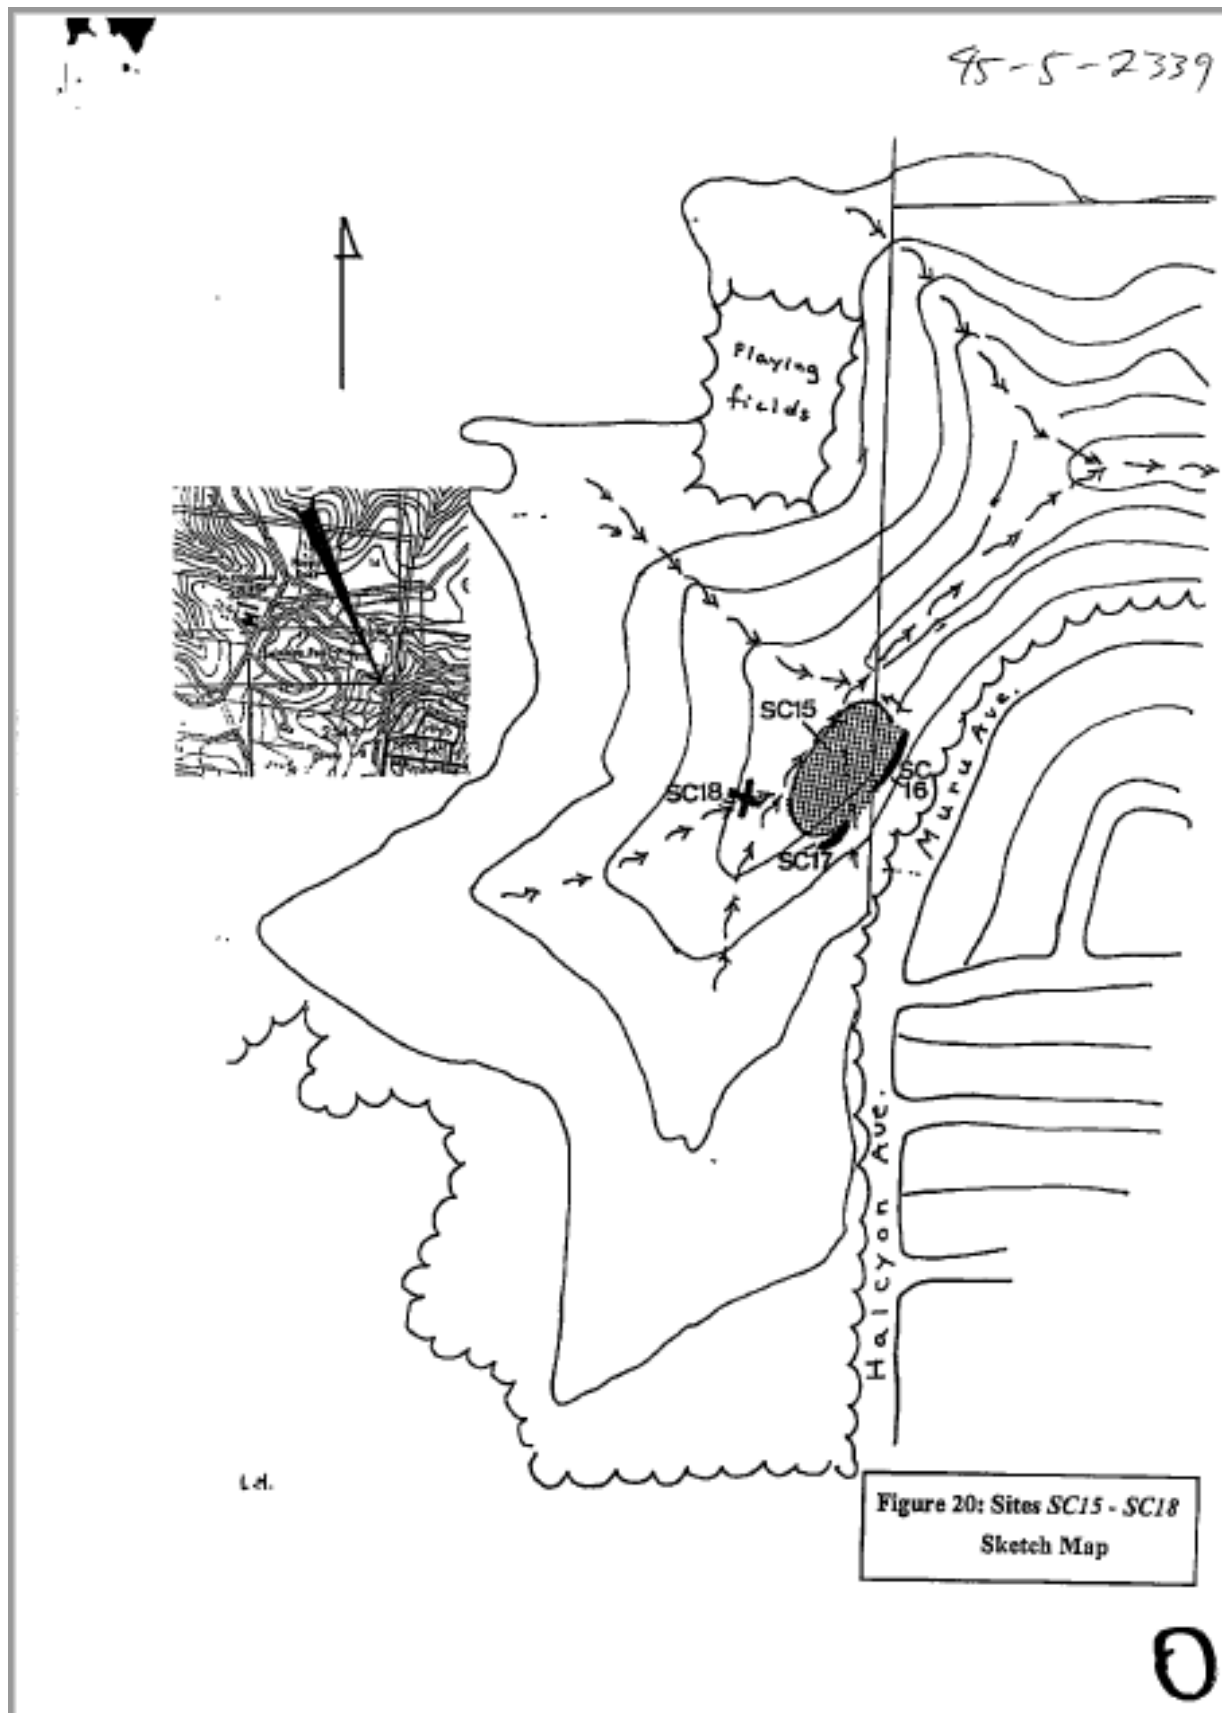 45-5-2339
Playing
fields
SC15
SC
16
SC18
SC17
Muru Ave.
Halcyon Ave.
Figure 20: Sites SC15 - SC18
Sketch Map